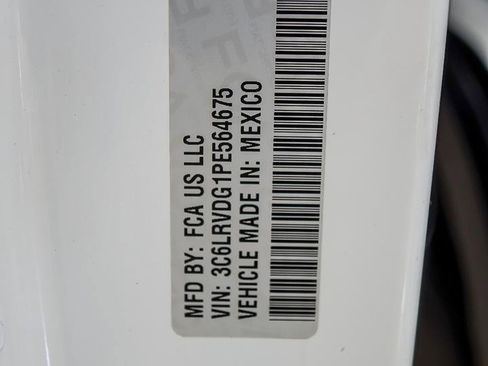 MFD BY: FCA US LLC
VIN: 3C6LRVDG1PE564675
VEHICLE MADE IN: MEXICO